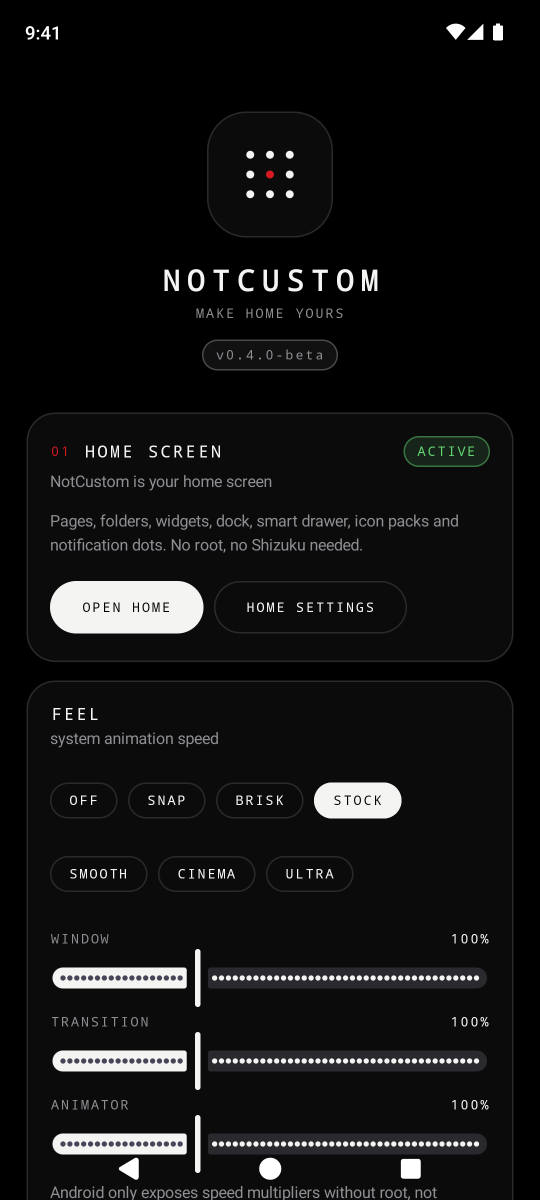 9:41
NOTCUSTOM
MAKE HOME YOURS
v0.4.0-beta
01 HOME SCREEN ACTIVE
NotCustom is your home screen
Pages, folders, widgets, dock, smart drawer, icon packs and
notification dots. No root, no Shizuku needed.
OPEN HOME HOME SETTINGS
FEEL
system animation speed
OFF SNAP BRISK STOCK
SMOOTH CINEMA ULTRA
WINDOW 100%
TRANSITION 100%
ANIMATOR 100%
Android only exposes speed multipliers without root, not